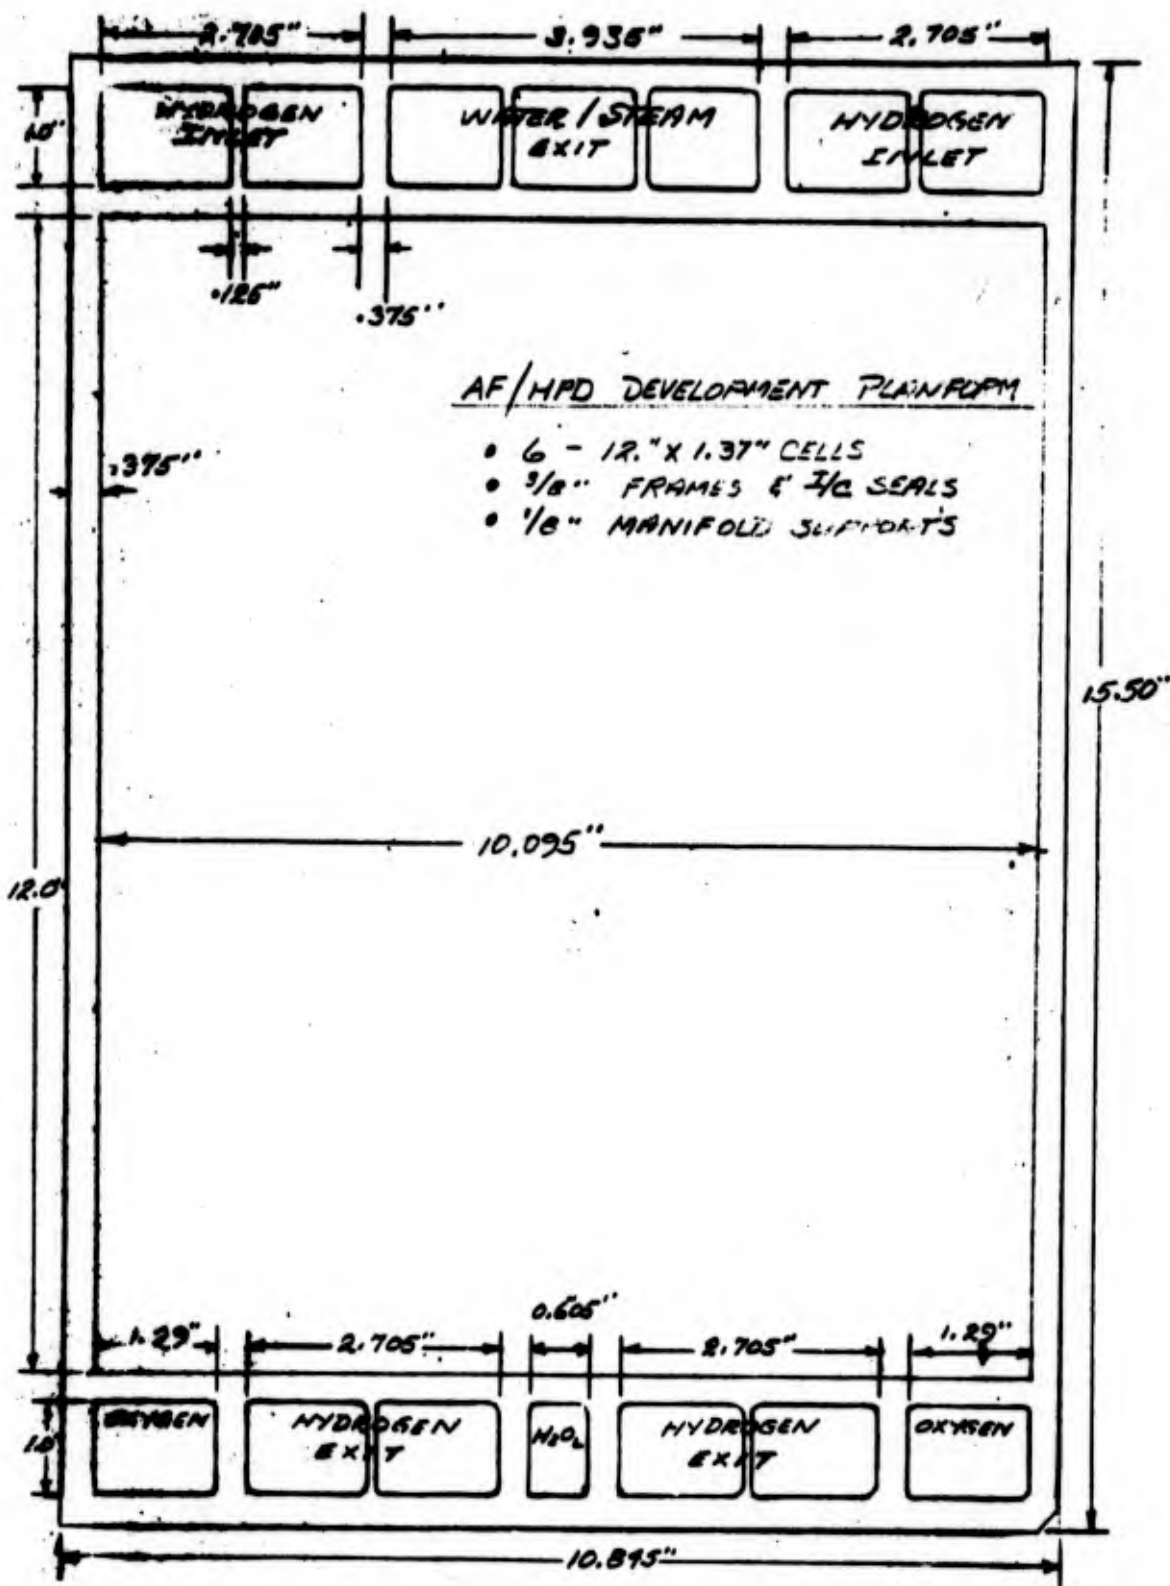 2.705" 3.935" 2.705"
1.0"
HYDROGEN
INLET
WATER / STEAM
EXIT
HYDROGEN
INLET
.125"
.375"
AF/HPD DEVELOPMENT PLANFORM
• 6 - 12." X 1.37" CELLS
• 3/8" FRAMES & I/C SEALS
• 1/8" MANIFOLD SUPPORTS
.375"
15.50"
10.095"
12.0"
0.605"
1.29" 2.705" 2.705" 1.29"
1.0"
OXYGEN
HYDROGEN
EXIT
HYDROGEN
EXIT
OXYGEN
10.845"